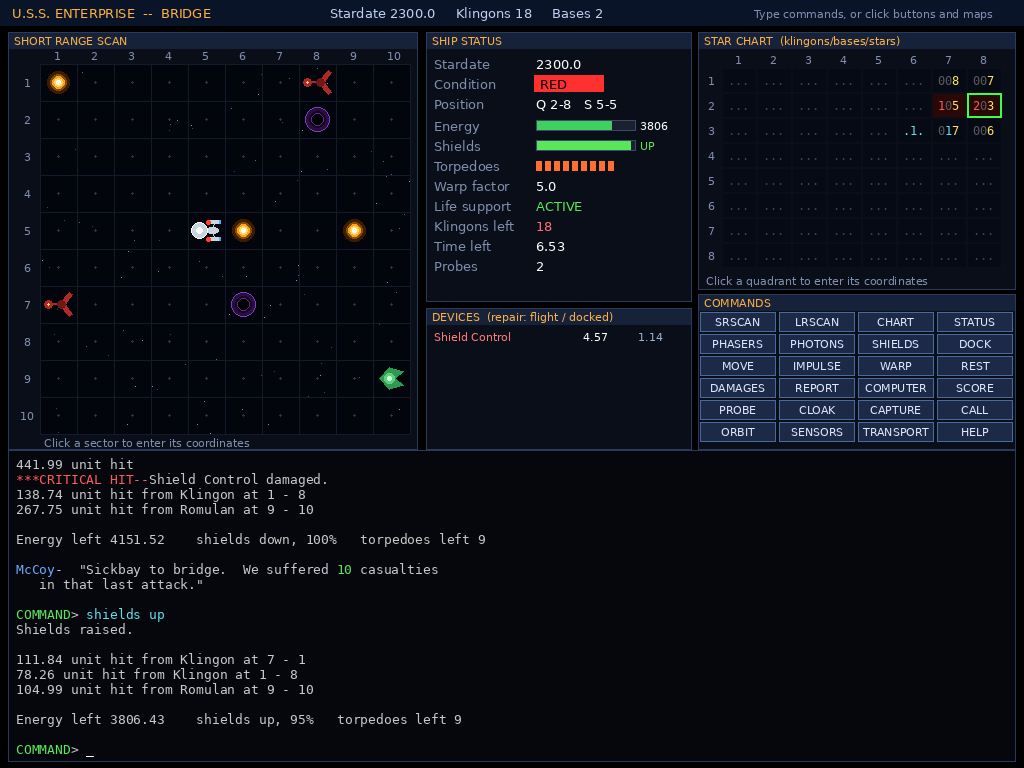 U.S.S. ENTERPRISE -- BRIDGE Stardate 2300.0 Klingons 18 Bases 2 Type commands, or click buttons and maps
SHORT RANGE SCAN
1 2 3 4 5 6 7 8 9 10
1
2
3
4
5
6
7
8
9
10
Click a sector to enter its coordinates
SHIP STATUS
Stardate 2300.0
Condition RED
Position Q 2-8 S 5-5
Energy 3806
Shields UP
Torpedoes
Warp factor 5.0
Life support ACTIVE
Klingons left 18
Time left 6.53
Probes 2
DEVICES (repair: flight / docked)
Shield Control 4.57 1.14
STAR CHART (klingons/bases/stars)
1 2 3 4 5 6 7 8
1 ... ... ... ... ... ... 008 007
2 ... ... ... ... ... ... 105 203
3 ... ... ... ... ... .1. 017 006
4 ... ... ... ... ... ... ... ...
5 ... ... ... ... ... ... ... ...
6 ... ... ... ... ... ... ... ...
7 ... ... ... ... ... ... ... ...
8 ... ... ... ... ... ... ... ...
Click a quadrant to enter its coordinates
COMMANDS
SRSCAN LRSCAN CHART STATUS
PHASERS PHOTONS SHIELDS DOCK
MOVE IMPULSE WARP REST
DAMAGES REPORT COMPUTER SCORE
PROBE CLOAK CAPTURE CALL
ORBIT SENSORS TRANSPORT HELP
441.99 unit hit
***CRITICAL HIT--Shield Control damaged.
138.74 unit hit from Klingon at 1 - 8
267.75 unit hit from Romulan at 9 - 10
Energy left 4151.52 shields down, 100% torpedoes left 9
McCoy- "Sickbay to bridge. We suffered 10 casualties
in that last attack."
COMMAND> shields up
Shields raised.
111.84 unit hit from Klingon at 7 - 1
78.26 unit hit from Klingon at 1 - 8
104.99 unit hit from Romulan at 9 - 10
Energy left 3806.43 shields up, 95% torpedoes left 9
COMMAND> _